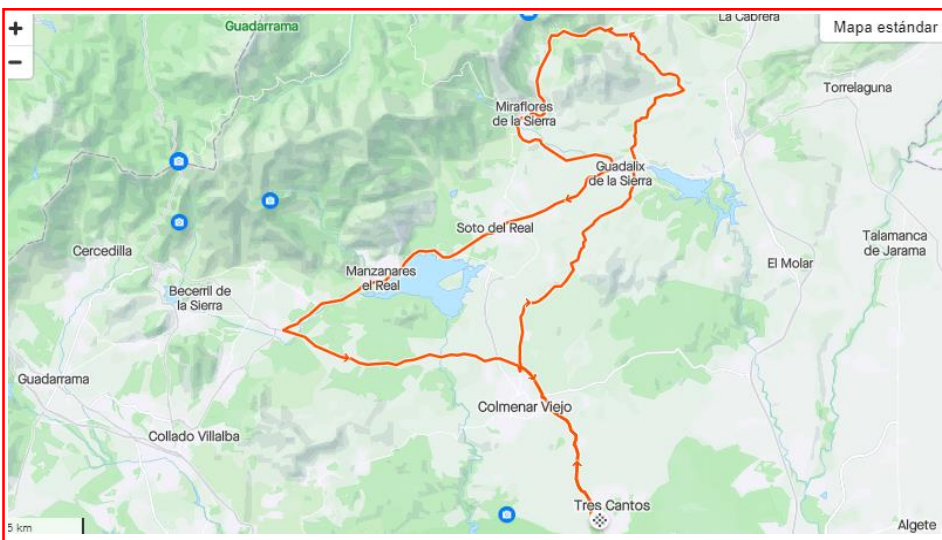 +
Guadarrama
La Cabrera
Mapa estándar
−
Torrelaguna
Miraflores
de la Sierra
Guadalix
de la Sierra
Soto del Real
Talamanca
de Jarama
Cercedilla
El Molar
Manzanares
el Real
Becerril de
la Sierra
Guadarrama
Colmenar Viejo
Collado Villalba
Tres Cantos
5 km
Algete